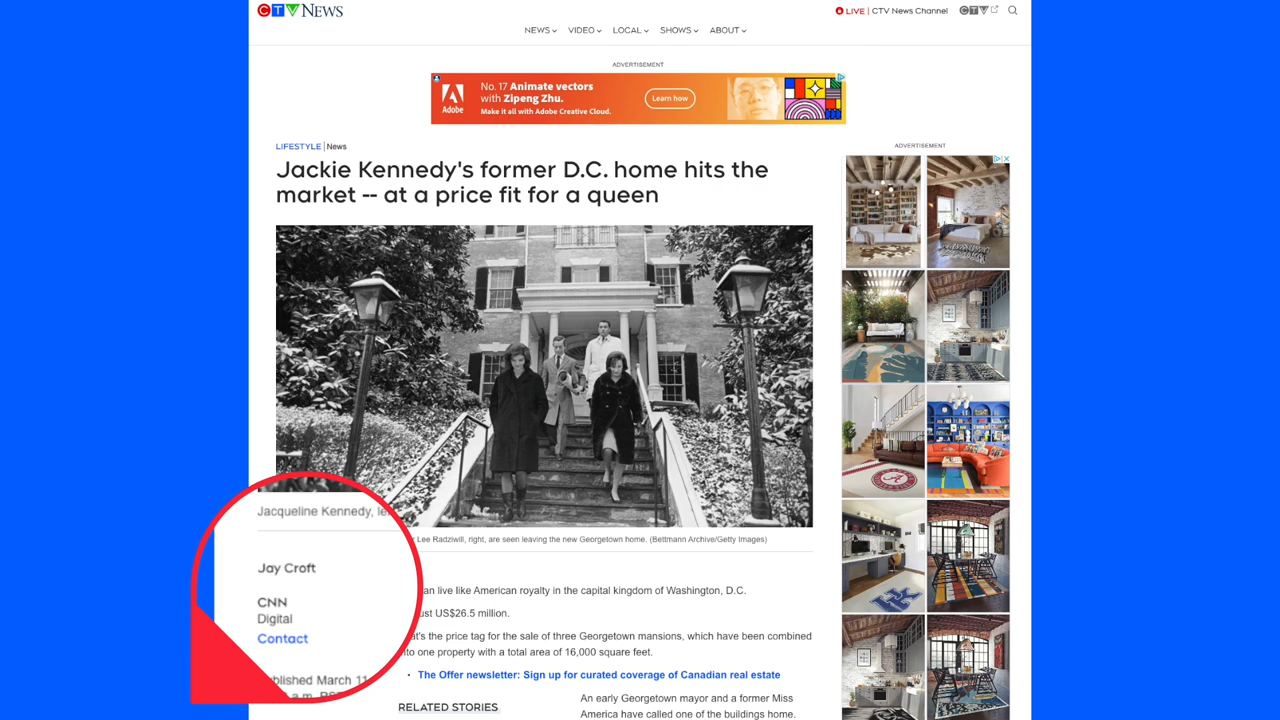 CTV NEWS
LIVE | CTV News Channel
CTV
NEWS
VIDEO
LOCAL
SHOWS
ABOUT
ADVERTISEMENT
Adobe
No. 17 Animate vectors
with Zipeng Zhu.
Make it all with Adobe Creative Cloud.
Learn how
ADVERTISEMENT
LIFESTYLE | News
Jackie Kennedy's former D.C. home hits the
market -- at a price fit for a queen
Jacqueline Kennedy,
Lee Radziwill, right, are seen leaving the new Georgetown home. (Bettmann Archive/Getty Images)
Jay Croft
CNN
Digital
Contact
March 11
a.m.
live like American royalty in the capital kingdom of Washington, D.C.
US$26.5 million.
the price tag for the sale of three Georgetown mansions, which have been combined
one property with a total area of 16,000 square feet.
· The Offer newsletter: Sign up for curated coverage of Canadian real estate
RELATED STORIES
An early Georgetown mayor and a former Miss
America have called one of the buildings home.